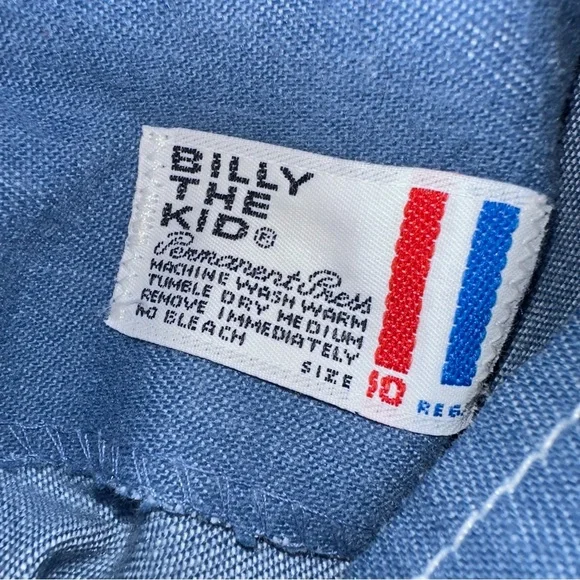 BILLY
THE
KID®
Permanent Press
MACHINE WASH WARM
TUMBLE DRY MEDIUM
REMOVE IMMEDIATELY
NO BLEACH
SIZE 10 REG